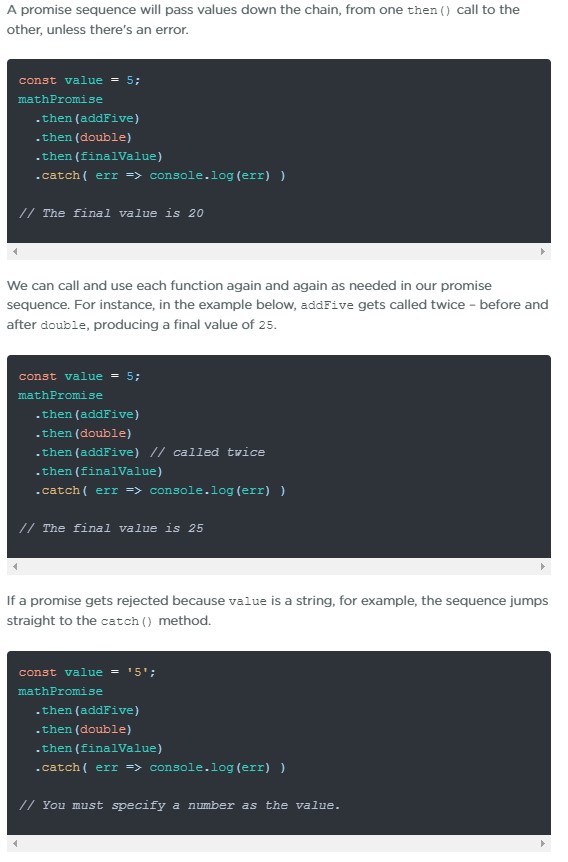 A promise sequence will pass values down the chain, from one then() call to the
other, unless there's an error.
const value = 5;
mathPromise
.then(addFive)
.then(double)
.then(finalValue)
.catch( err => console.log(err) )
// The final value is 20
We can call and use each function again and again as needed in our promise
sequence. For instance, in the example below, addFive gets called twice – before and
after double, producing a final value of 25.
const value = 5;
mathPromise
.then(addFive)
.then(double)
.then(addFive) // called twice
.then(finalValue)
.catch( err => console.log(err) )
// The final value is 25
If a promise gets rejected because value is a string, for example, the sequence jumps
straight to the catch() method.
const value = '5';
mathPromise
.then(addFive)
.then(double)
.then(finalValue)
.catch( err => console.log(err) )
// You must specify a number as the value.